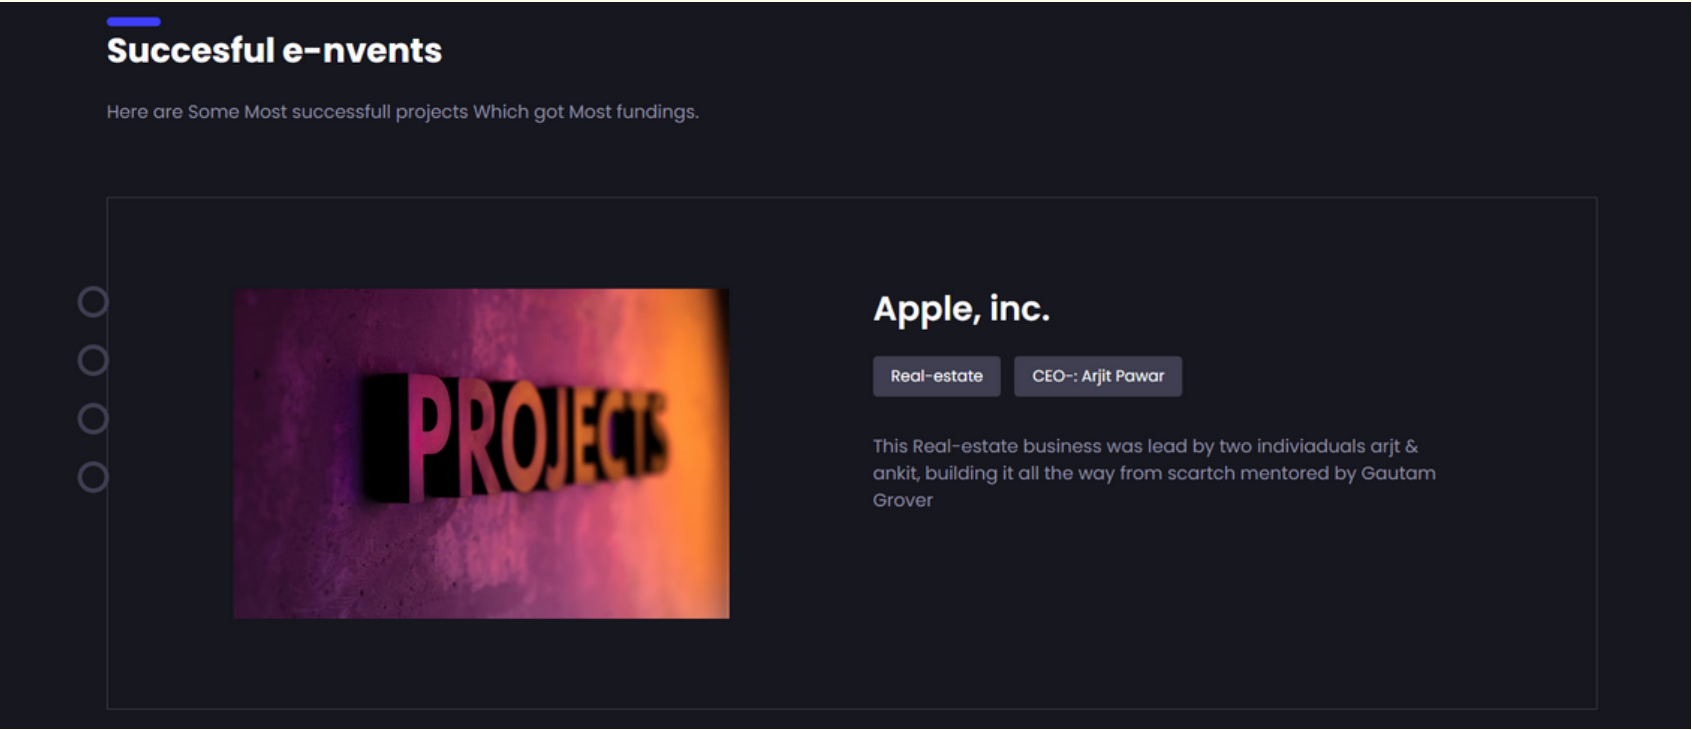 Succesful e-nvents
Here are Some Most successfull projects Which got Most fundings.
PROJECTS
Apple, inc.
Real-estate
CEO-: Arjit Pawar
This Real-estate business was lead by two indiviaduals arjt &
ankit, building it all the way from scartch mentored by Gautam
Grover